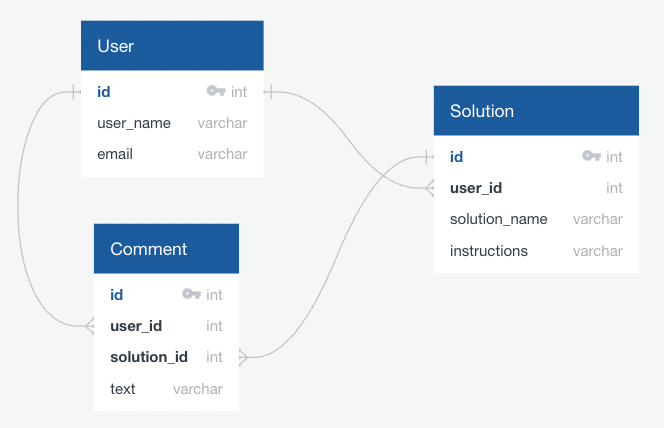 User
id int
user_name varchar
email varchar
Solution
id int
user_id int
solution_name varchar
instructions varchar
Comment
id int
user_id int
solution_id int
text varchar